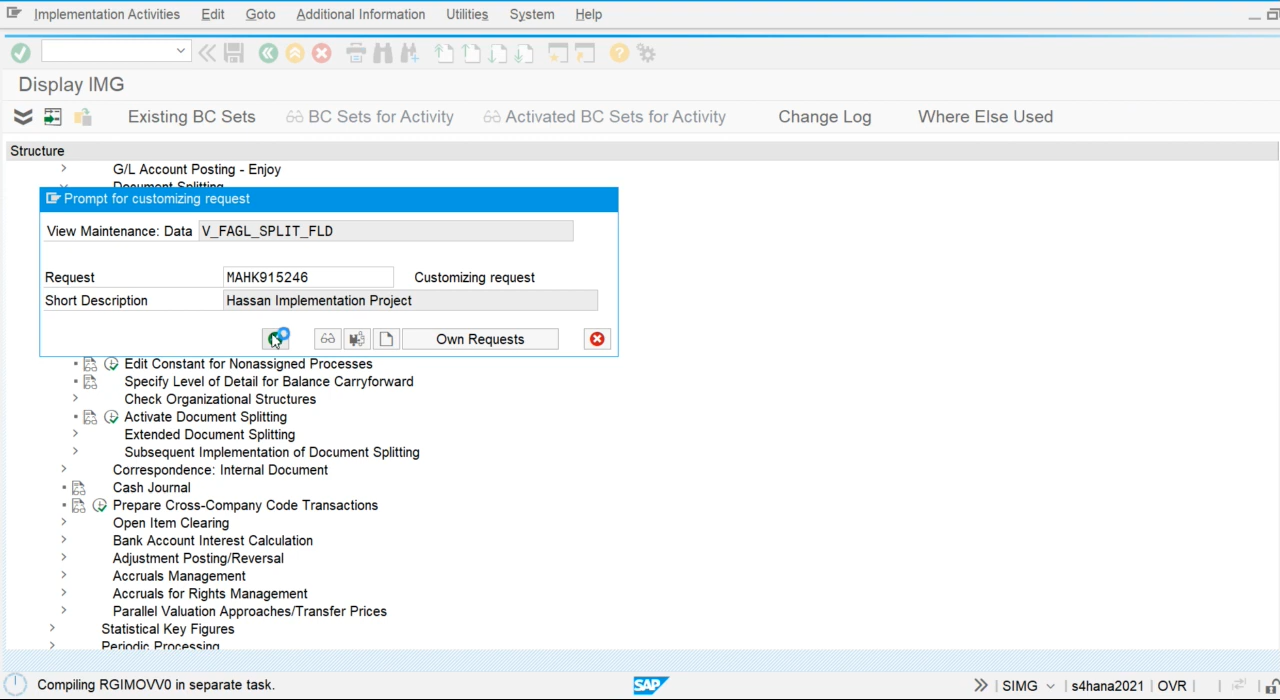 Implementation Activities Edit Goto Additional Information Utilities System Help
Display IMG
Existing BC Sets BC Sets for Activity Activated BC Sets for Activity Change Log Where Else Used
Structure
G/L Account Posting - Enjoy
Document Splitting
Prompt for customizing request
View Maintenance: Data V_FAGL_SPLIT_FLD
Request MAHK915246 Customizing request
Short Description Hassan Implementation Project
Own Requests
Edit Constant for Nonassigned Processes
Specify Level of Detail for Balance Carryforward
Check Organizational Structures
Activate Document Splitting
Extended Document Splitting
Subsequent Implementation of Document Splitting
Correspondence: Internal Document
Cash Journal
Prepare Cross-Company Code Transactions
Open Item Clearing
Bank Account Interest Calculation
Adjustment Posting/Reversal
Accruals Management
Accruals for Rights Management
Parallel Valuation Approaches/Transfer Prices
Statistical Key Figures
Periodic Processing
Compiling RGIMOVV0 in separate task. SAP SIMG s4hana2021 OVR